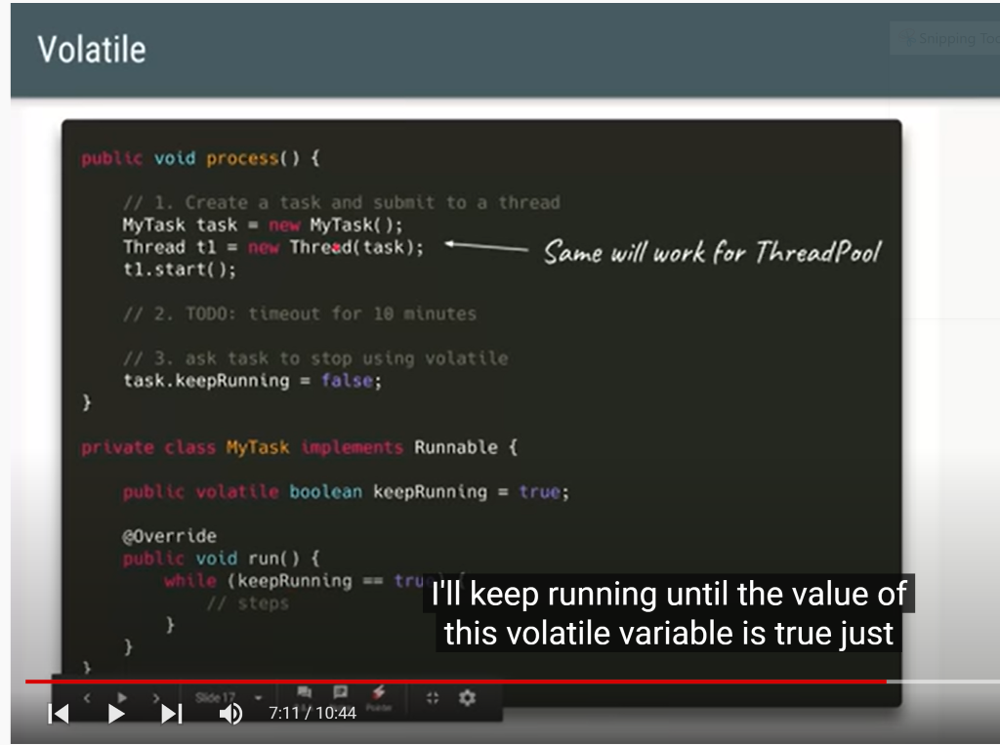 Volatile
Snipping Too
public void process() {
// 1. Create a task and submit to a thread
MyTask task = new MyTask();
Thread t1 = new Thread(task);
Same will work for ThreadPool
t1.start();
// 2. TODO: timeout for 10 minutes
// 3. ask task to stop using volatile
task.keepRunning = false;
}
private class MyTask implements Runnable {
public volatile boolean keepRunning = true;
@Override
public void run() {
while (keepRunning == true) {
// steps
}
}
}
I'll keep running until the value of
this volatile variable is true just
Slide 17
Pointer
7:11 / 10:44